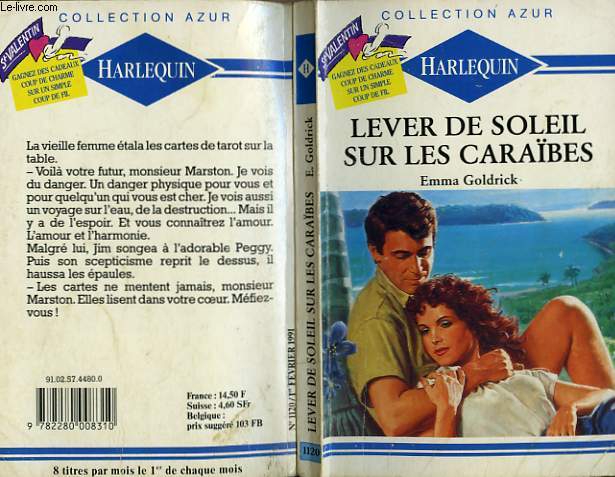 LLivre.com
COLLECTION AZUR
St VALENTIN
GAGNEZ DES CADEAUX
COUP DE CHARME
SUR UN SIMPLE
COUP DE FIL
HARLEQUIN
La vieille femme étala les cartes de tarot sur la
table.
– Voilà votre futur, monsieur Marston. Je vois
du danger. Un danger physique pour vous et
pour quelqu'un qui vous est cher. Je vois aussi
un voyage sur l'eau, de la destruction... Mais il
y a de l'espoir. Et vous connaîtrez l'amour.
L'amour et l'harmonie.
Malgré lui, Jim songea à l'adorable Peggy.
Puis son scepticisme reprit le dessus, il
haussa les épaules.
– Les cartes ne mentent jamais, monsieur
Marston. Elles lisent dans votre cœur. Méfiez-
vous !
91.02.57.4480.0
9 782280 008310
France : 14,50 F
Suisse : 4,60 SFr
Belgique :
prix suggéré 103 FB
8 titres par mois le 1er de chaque mois
H
E. Goldrick
LEVER DE SOLEIL SUR LES CARAÏBES
N° 1120/1er FEVRIER 1991
1120
COLLECTION AZUR
St VALENTIN
GAGNEZ DES CADEAUX
COUP DE CHARME
SUR UN SIMPLE
COUP DE FIL
HARLEQUIN
LEVER DE SOLEIL
SUR LES CARAÏBES
Emma Goldrick